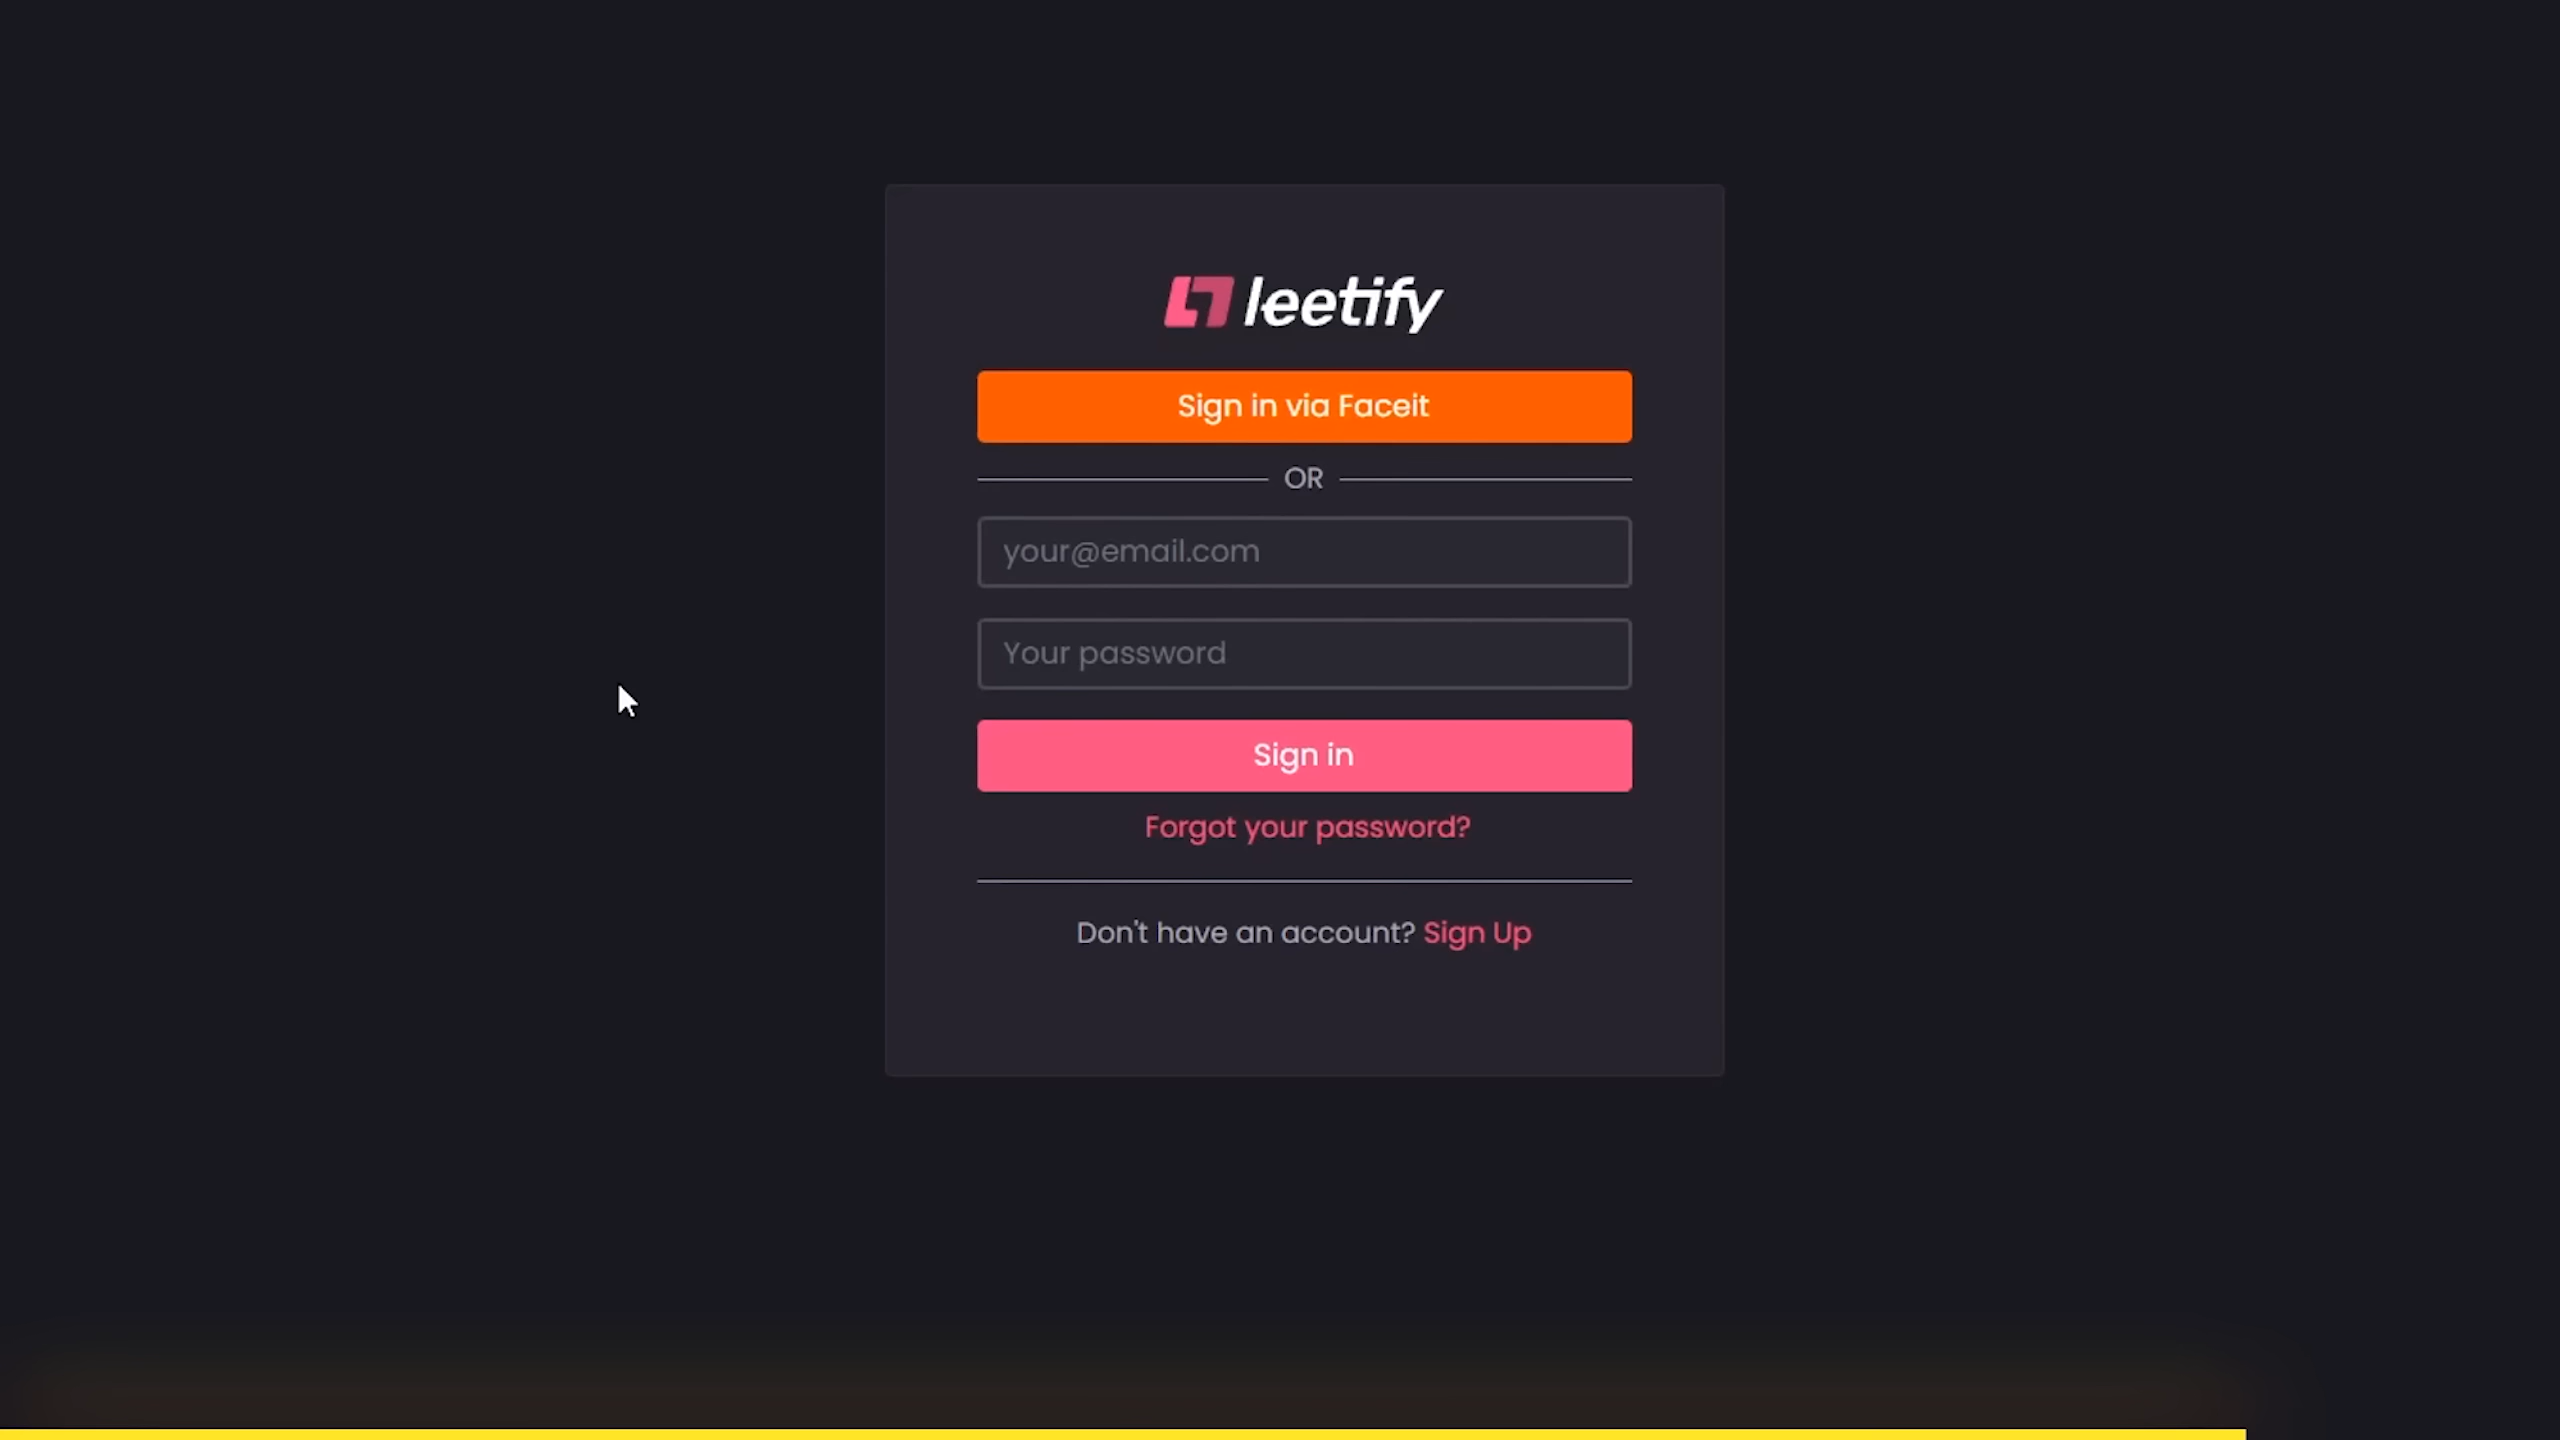 leetify
Sign in via Faceit
OR
your@email.com
Your password
Sign in
Forgot your password?
Don't have an account? Sign Up